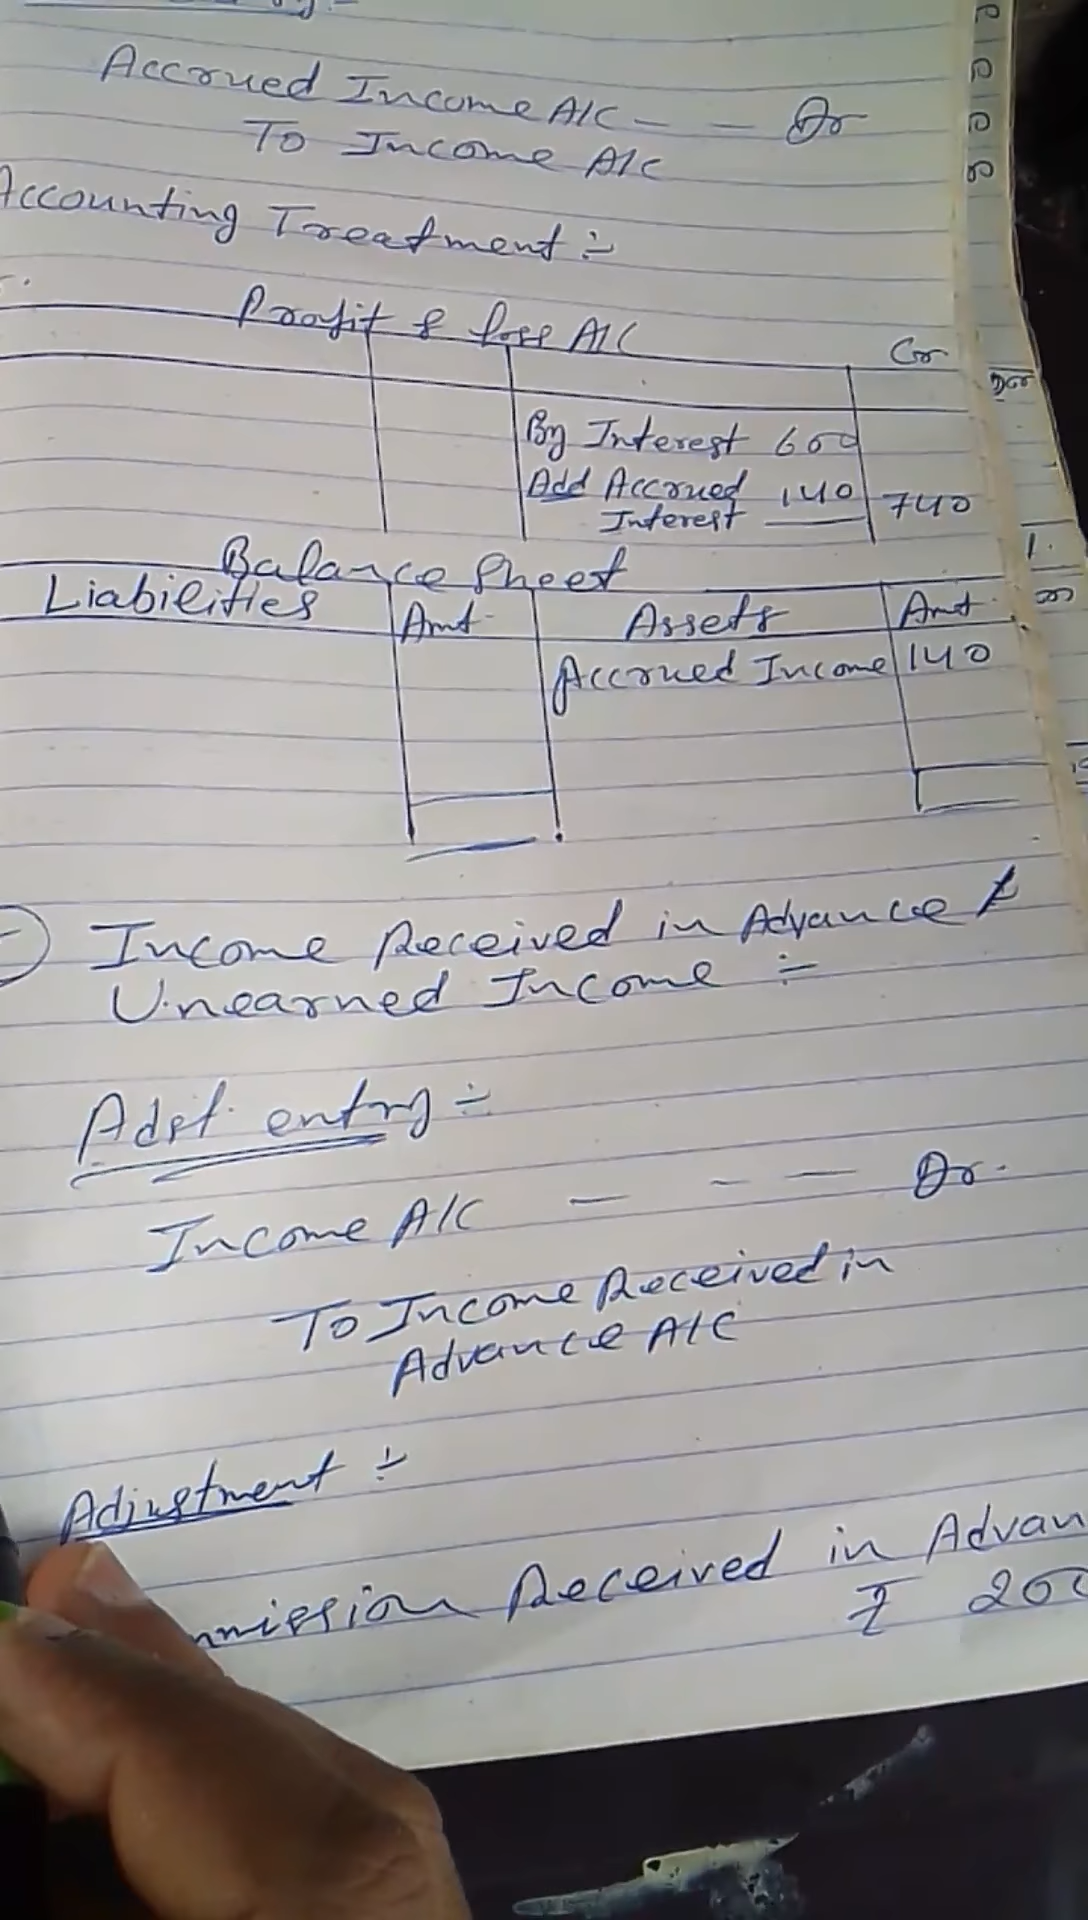 Accrued Income A/C - - Dr
To Income A/c
Accounting Treatment :-
Profit & Loss A/C
Cr
By Interest 600
Add Accrued 140 740
Interest
Balance Sheet
Liabilities Amt. Assets Amt.
Accrued Income 140
Income Received in Advance &
Unearned Income :-
Adst. entry :-
Income A/C - - - Dr.
To Income Received in
Advance A/C
Adjustment :-
mmission Received in Advan
₹ 200